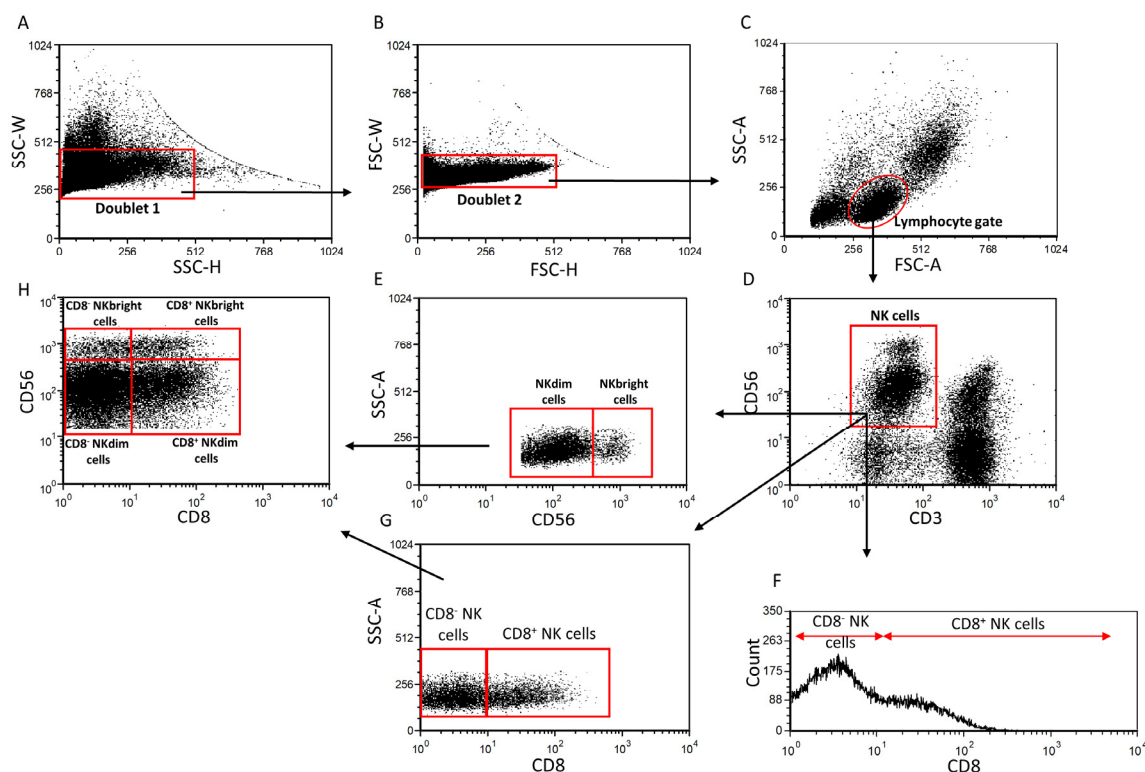 A
1024
768
512
256
0
SSC-W
Doublet 1
0 256 512 768 1024
SSC-H
B
1024
768
512
256
0
FSC-W
Doublet 2
0 256 512 768 1024
FSC-H
C
1024
768
512
256
0
SSC-A
Lymphocyte gate
0 256 512 768 1024
FSC-A
H
10⁴
10³
10²
10¹
10⁰
CD56
CD8⁻ NKbright
cells
CD8⁺ NKbright
cells
CD8⁻ NKdim
cells
CD8⁺ NKdim
cells
10⁰ 10¹ 10² 10³ 10⁴
CD8
E
1024
768
512
256
0
SSC-A
NKdim
cells
NKbright
cells
10⁰ 10¹ 10² 10³ 10⁴
CD56
D
NK cells
10⁴
10³
10²
10¹
10⁰
CD56
10⁰ 10¹ 10² 10³ 10⁴
CD3
G
1024
768
512
256
0
SSC-A
CD8⁻ NK
cells
CD8⁺ NK cells
10⁰ 10¹ 10² 10³ 10⁴
CD8
F
350
263
175
88
0
Count
CD8⁻ NK
cells
CD8⁺ NK cells
10⁰ 10¹ 10² 10³ 10⁴
CD8